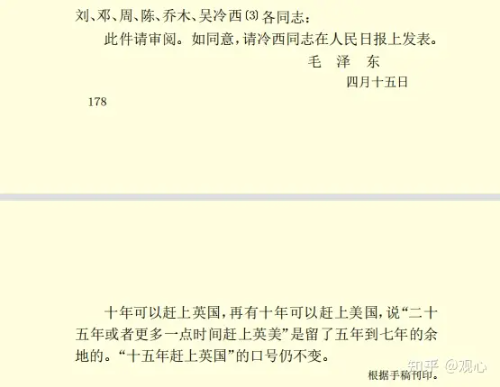 刘、邓、周、陈、乔木、吴冷西(3)各同志：
此件请审阅。如同意，请冷西同志在人民日报上发表。
毛 泽 东
四月十五日
178
十年可以赶上英国，再有十年可以赶上美国，说“二十
五年或者更多一点时间赶上英美”是留了五年到七年的余
地的。“十五年赶上英国”的口号仍不变。
根据手稿刊印。
知乎 @观心